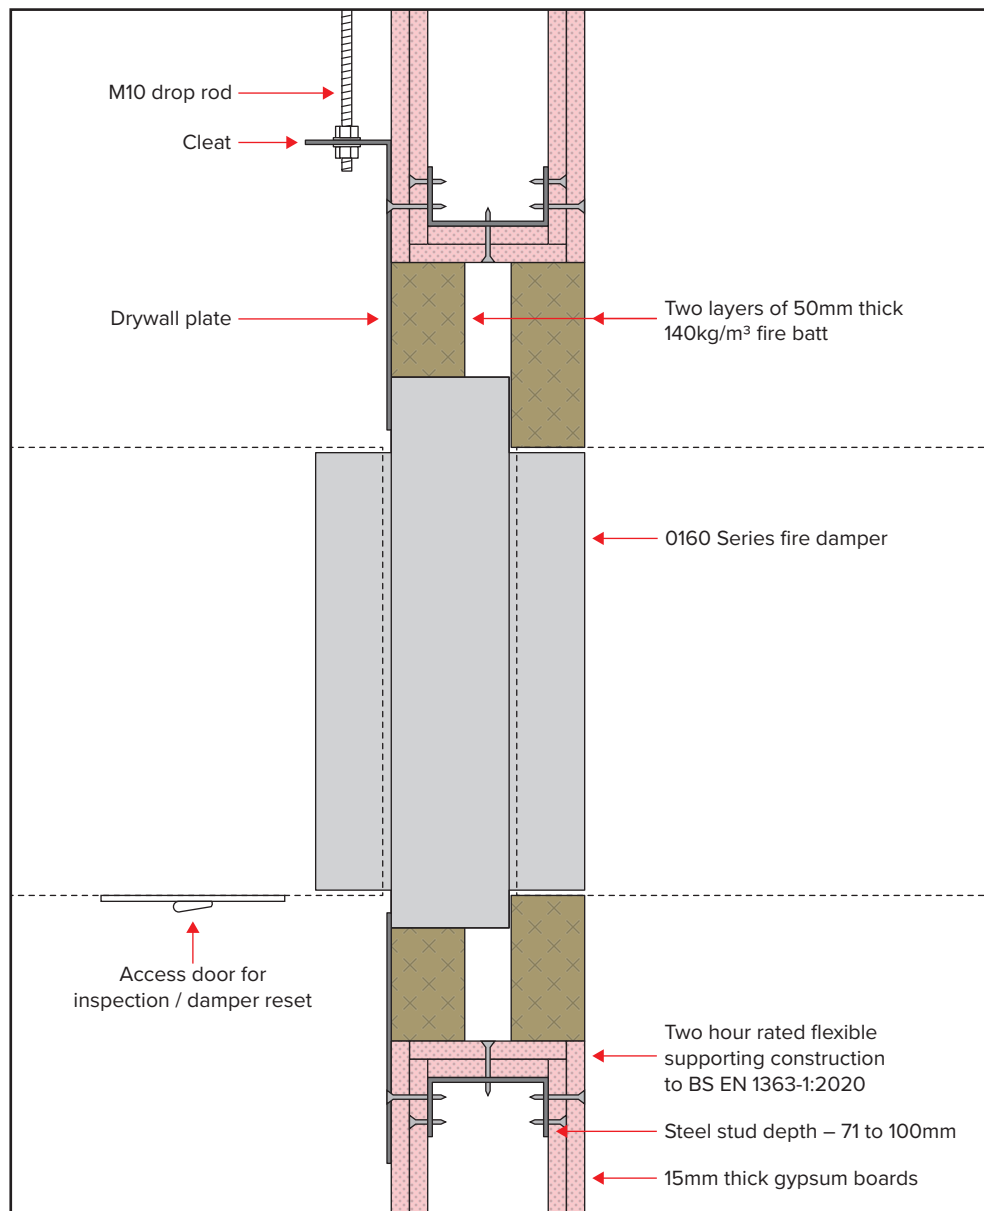 M10 drop rod
Cleat
Drywall plate
Two layers of 50mm thick
140kg/m³ fire batt
0160 Series fire damper
Access door for
inspection / damper reset
Two hour rated flexible
supporting construction
to BS EN 1363-1:2020
Steel stud depth – 71 to 100mm
15mm thick gypsum boards